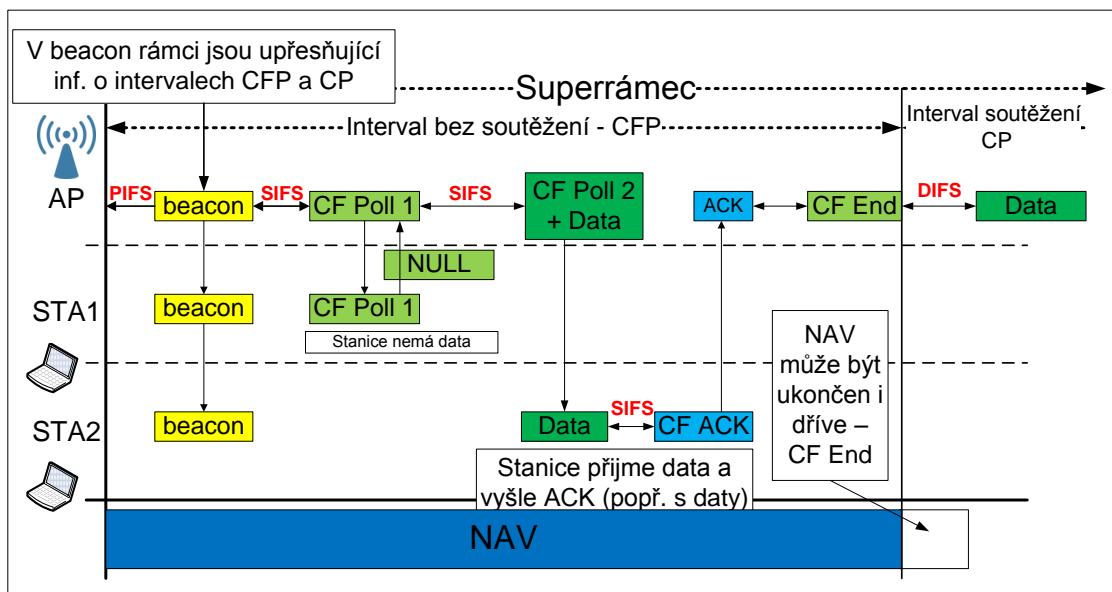 V beacon rámci jsou upřesňující
inf. o intervalech CFP a CP
Superrámec
Interval bez soutěžení - CFP
Interval soutěžení
CP
AP
PIFS
beacon
SIFS
CF Poll 1
SIFS
CF Poll 2
+ Data
ACK
CF End
DIFS
Data
NULL
STA1
beacon
CF Poll 1
Stanice nemá data
NAV
může být
ukončen i
dříve –
CF End
STA2
beacon
Data
SIFS
CF ACK
Stanice přijme data a
vyšle ACK (popř. s daty)
NAV